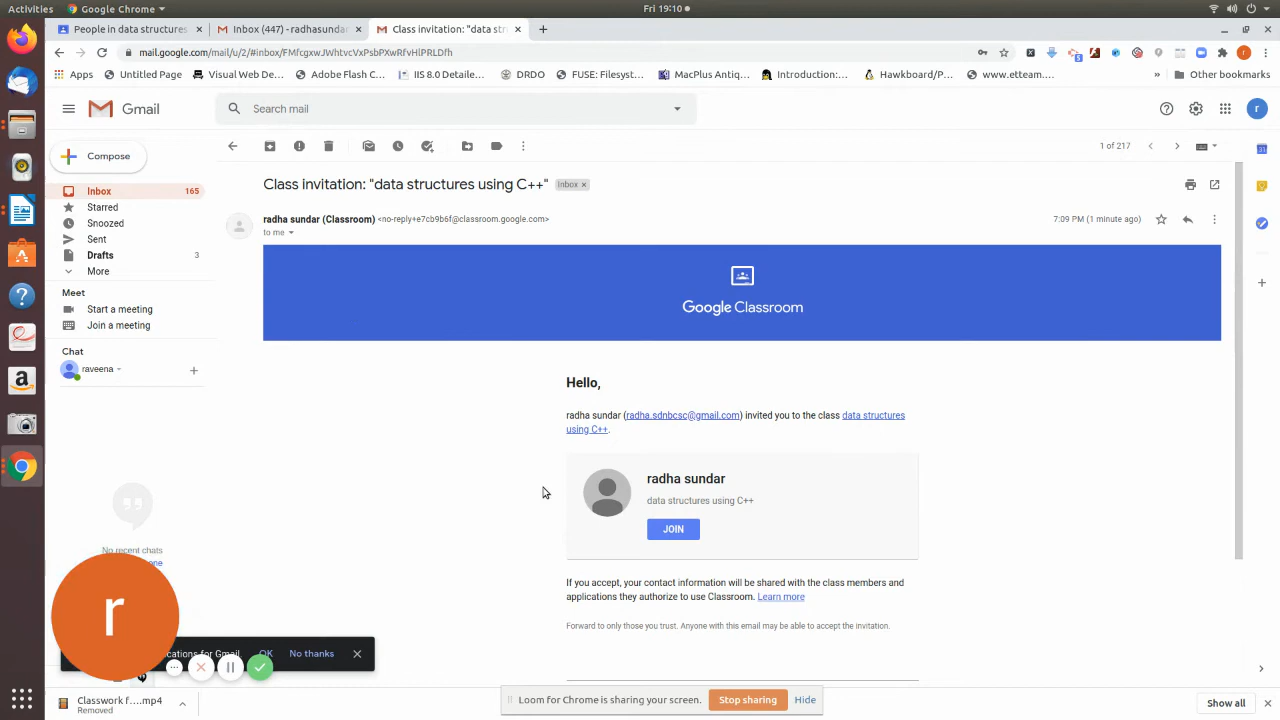 Activities Google Chrome Fri 19:10
People in data structures Inbox (447) - radhasundar Class invitation: "data str
mail.google.com/mail/u/2/#inbox/FMfcgxwJWhtvcVxPsbPXwRfvHlPRLDfh
Apps Untitled Page Visual Web De... Adobe Flash C... IIS 8.0 Detaile... DRDO FUSE: Filesyst... MacPlus Antiq... Introduction:... Hawkboard/P... www.etteam.... » Other bookmarks
Gmail Search mail r
1 of 217
Compose
Class invitation: "data structures using C++" Inbox ×
Inbox 165
Starred
Snoozed
Sent
Drafts 3
More
Meet
Start a meeting
Join a meeting
Chat
raveena
No recent chats
one
radha sundar (Classroom) <no-reply+e7cb9b6f@classroom.google.com> 7:09 PM (1 minute ago)
to me
Google Classroom
Hello,
radha sundar (radha.sdnbcsc@gmail.com) invited you to the class data structures
using C++.
radha sundar
data structures using C++
JOIN
If you accept, your contact information will be shared with the class members and
applications they authorize to use Classroom. Learn more
Forward to only those you trust. Anyone with this email may be able to accept the invitation.
r
cations for Gmail. OK No thanks
Loom for Chrome is sharing your screen. Stop sharing Hide
Classwork f....mp4
Removed
Show all